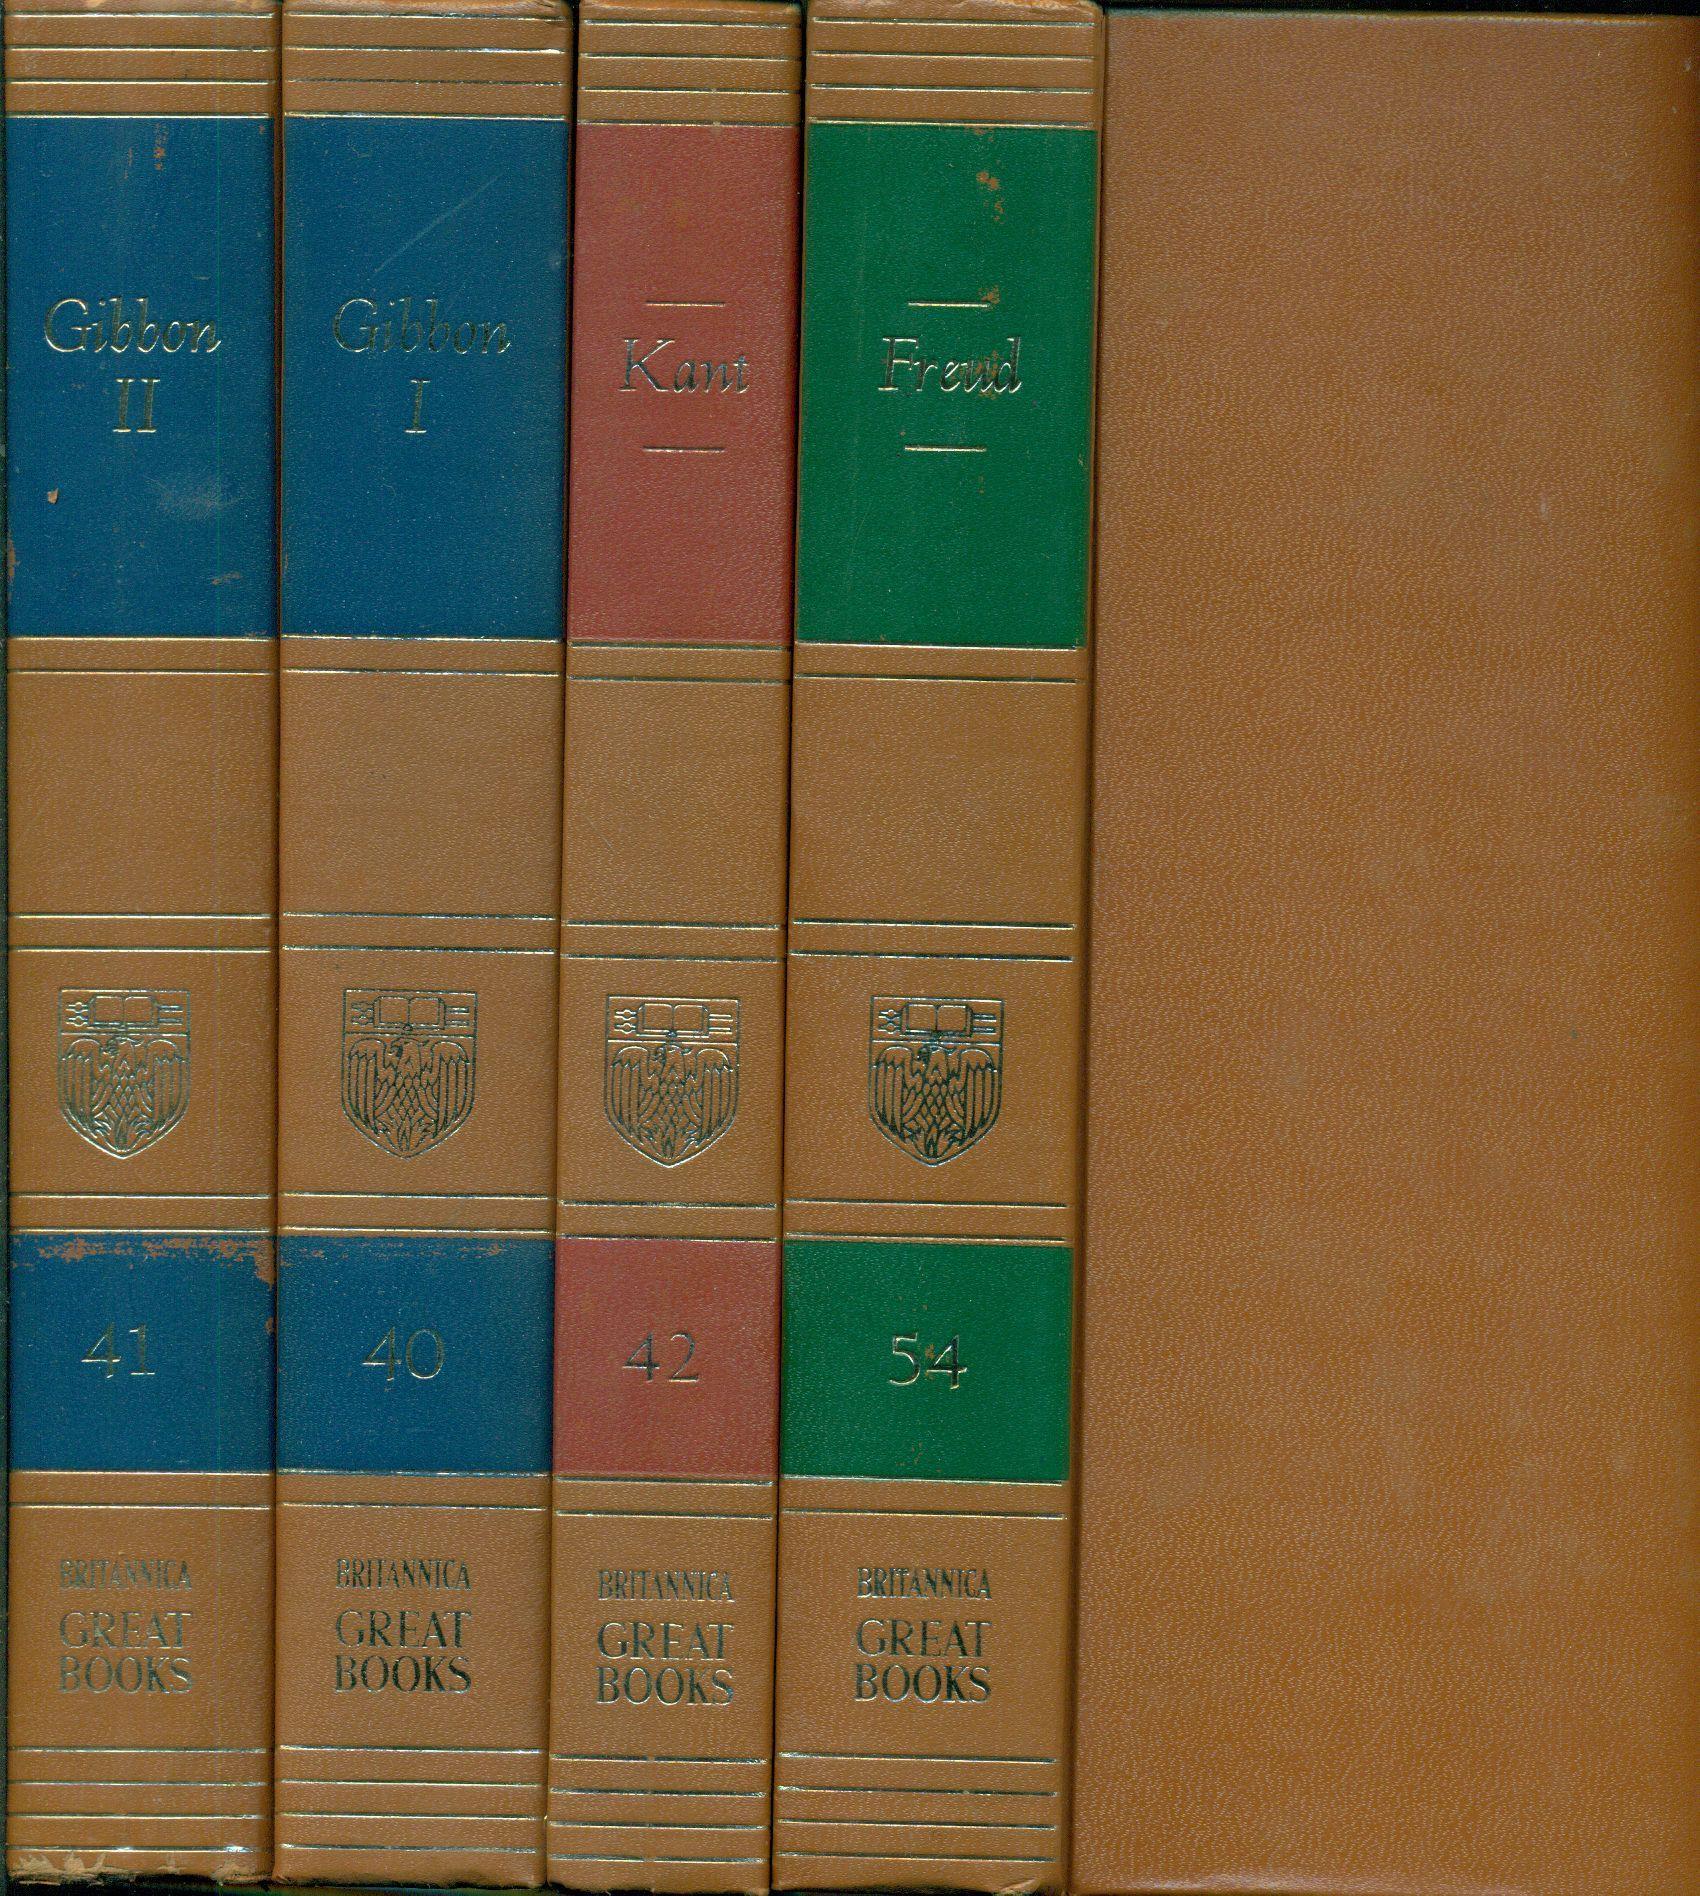 Gibbon
II
41
BRITANNICA
GREAT
BOOKS
Gibbon
I
40
BRITANNICA
GREAT
BOOKS
Kant
42
BRITANNICA
GREAT
BOOKS
Freud
54
BRITANNICA
GREAT
BOOKS